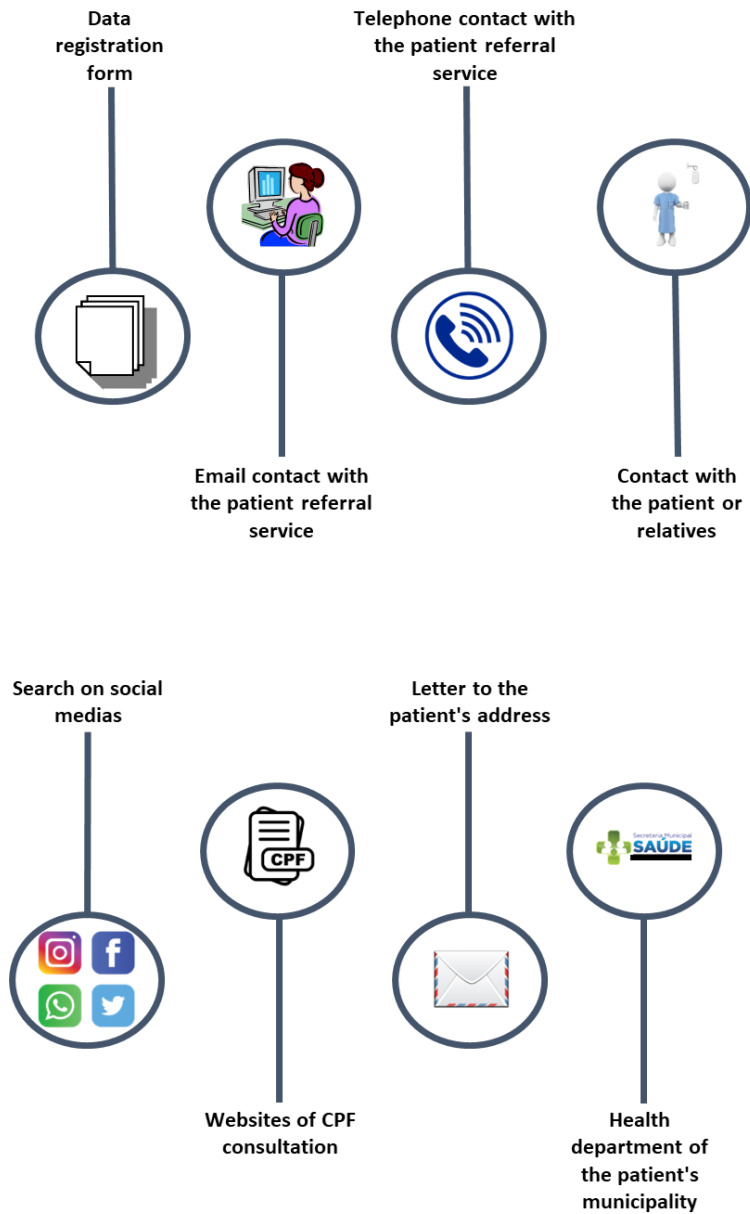 Data
registration
form
Telephone contact with
the patient referral
service
Email contact with
the patient referral
service
Contact with
the patient or
relatives
Search on social
medias
Letter to the
patient's address
CPF
Secretaria Municipal
SAÚDE
f
Websites of CPF
consultation
Health
department of
the patient's
municipality